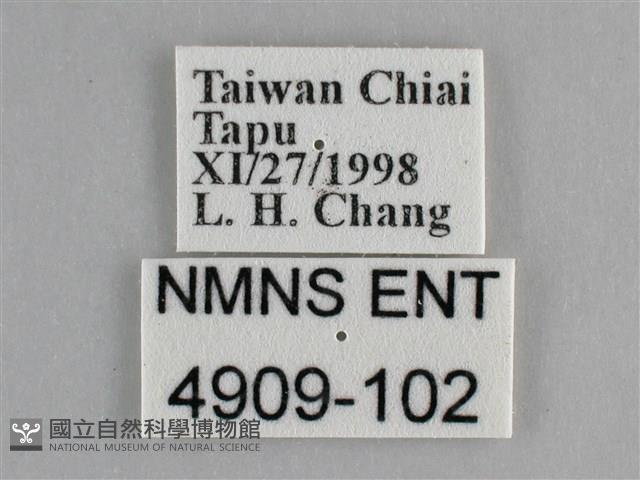 Taiwan Chiai
Tapu
XI/27/1998
L. H. Chang
NMNS ENT
4909-102
國立自然科學博物館
NATIONAL MUSEUM OF NATURAL SCIENCE